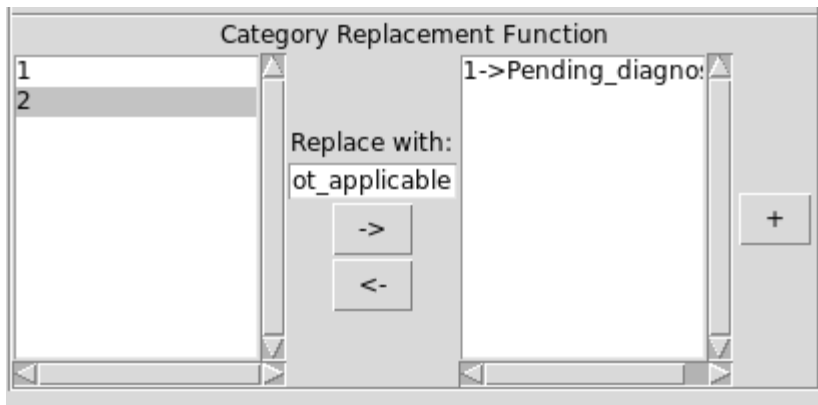 Category Replacement Function
1
2
1->Pending_diagnos
Replace with:
ot_applicable
->
<-
+